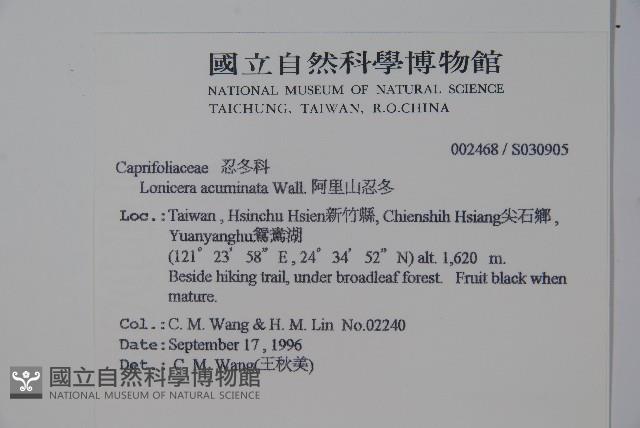 國立自然科學博物館
NATIONAL MUSEUM OF NATURAL SCIENCE
TAICHUNG, TAIWAN, R.O.CHINA
002468 / S030905
Caprifoliaceae 忍冬科
Lonicera acuminata Wall. 阿里山忍冬
Loc.: Taiwan , Hsinchu Hsien新竹縣, Chienshih Hsiang尖石鄉 ,
Yuanyanghu鴛鴦湖
(121° 23' 58" E , 24° 34' 52" N) alt. 1,620 m.
Beside hiking trail, under broadleaf forest. Fruit black when
mature.
Col.: C. M. Wang & H. M. Lin No.02240
Date: September 17 , 1996
Det.: C. M. Wang(王秋美)
國立自然科學博物館
NATIONAL MUSEUM OF NATURAL SCIENCE